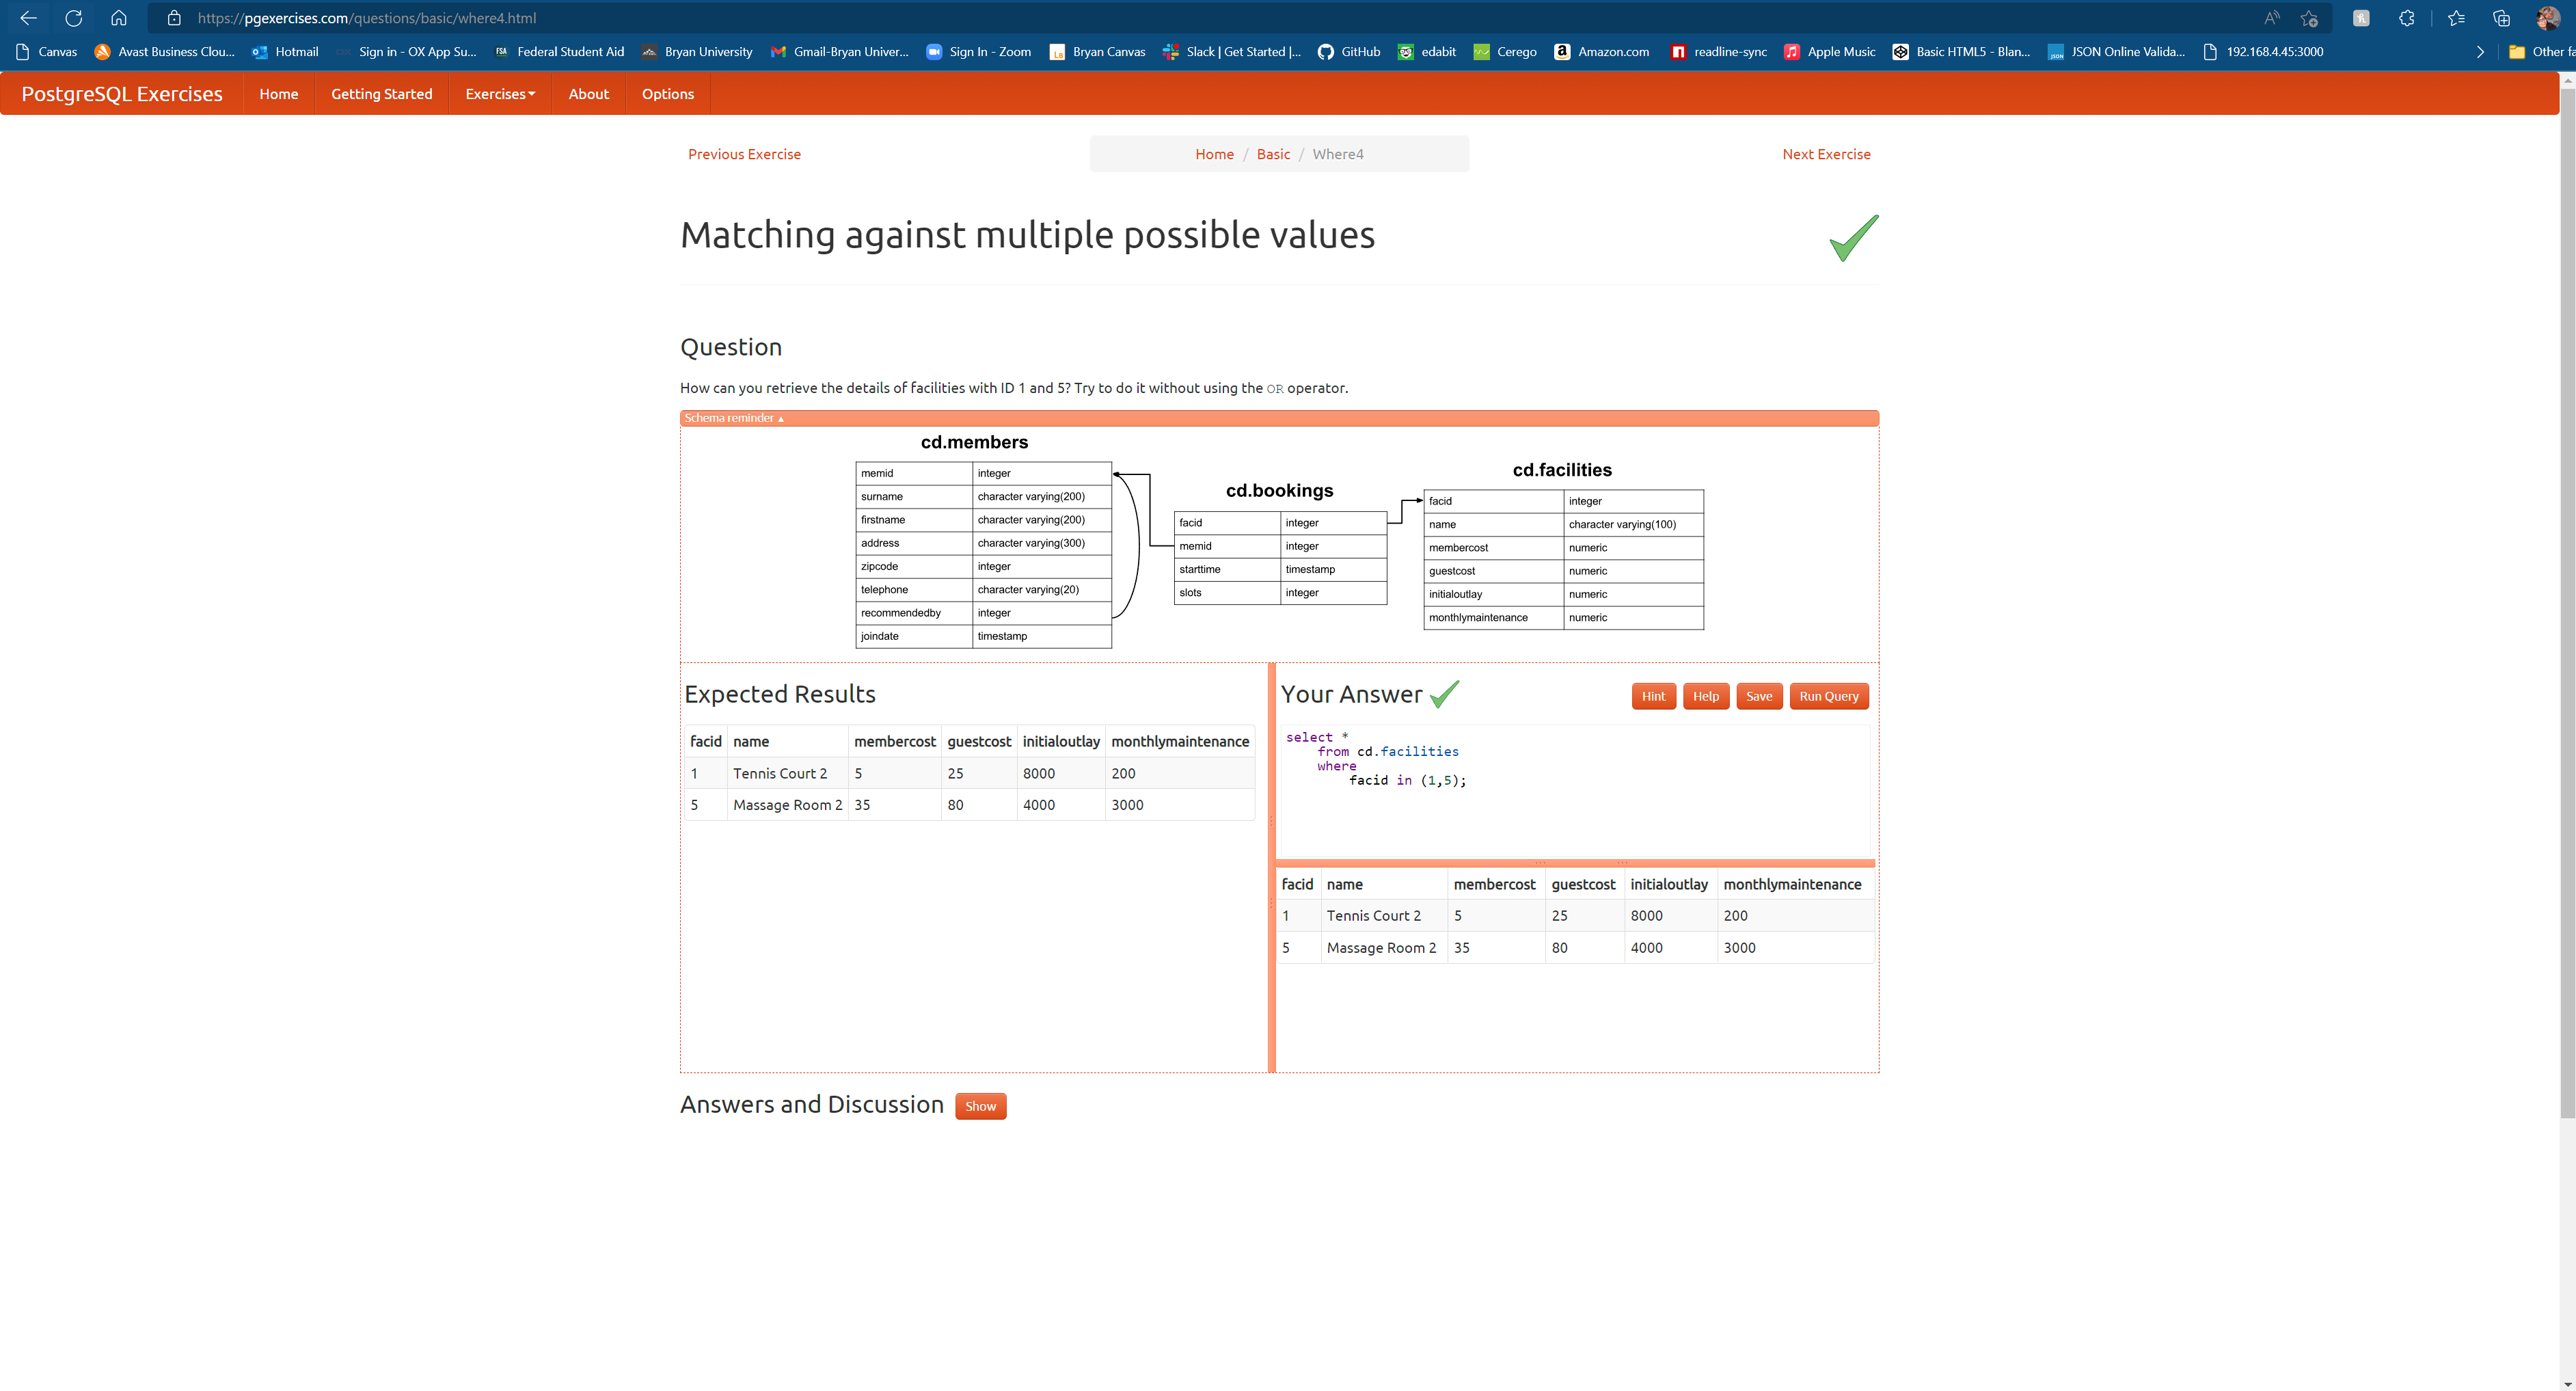 https://pgexercises.com/questions/basic/where4.html
Canvas Avast Business Clou... Hotmail Sign in - OX App Su... FSA Federal Student Aid Bryan University Gmail-Bryan Univer... Sign In - Zoom Bryan Canvas Slack | Get Started |... GitHub edabit Cerego Amazon.com readline-sync Apple Music Basic HTML5 - Blan... JSON Online Valida... 192.168.4.45:3000 Other fa
PostgreSQL Exercises Home Getting Started Exercises About Options
Previous Exercise Home / Basic / Where4 Next Exercise
Matching against multiple possible values
Question
How can you retrieve the details of facilities with ID 1 and 5? Try to do it without using the OR operator.
Schema reminder ▲
cd.members
memid integer
surname character varying(200)
firstname character varying(200)
address character varying(300)
zipcode integer
telephone character varying(20)
recommendedby integer
joindate timestamp
cd.bookings
facid integer
memid integer
starttime timestamp
slots integer
cd.facilities
facid integer
name character varying(100)
membercost numeric
guestcost numeric
initialoutlay numeric
monthlymaintenance numeric
Expected Results
facid name membercost guestcost initialoutlay monthlymaintenance
1 Tennis Court 2 5 25 8000 200
5 Massage Room 2 35 80 4000 3000
Your Answer Hint Help Save Run Query
select *
from cd.facilities
where
facid in (1,5);
facid name membercost guestcost initialoutlay monthlymaintenance
1 Tennis Court 2 5 25 8000 200
5 Massage Room 2 35 80 4000 3000
Answers and Discussion Show